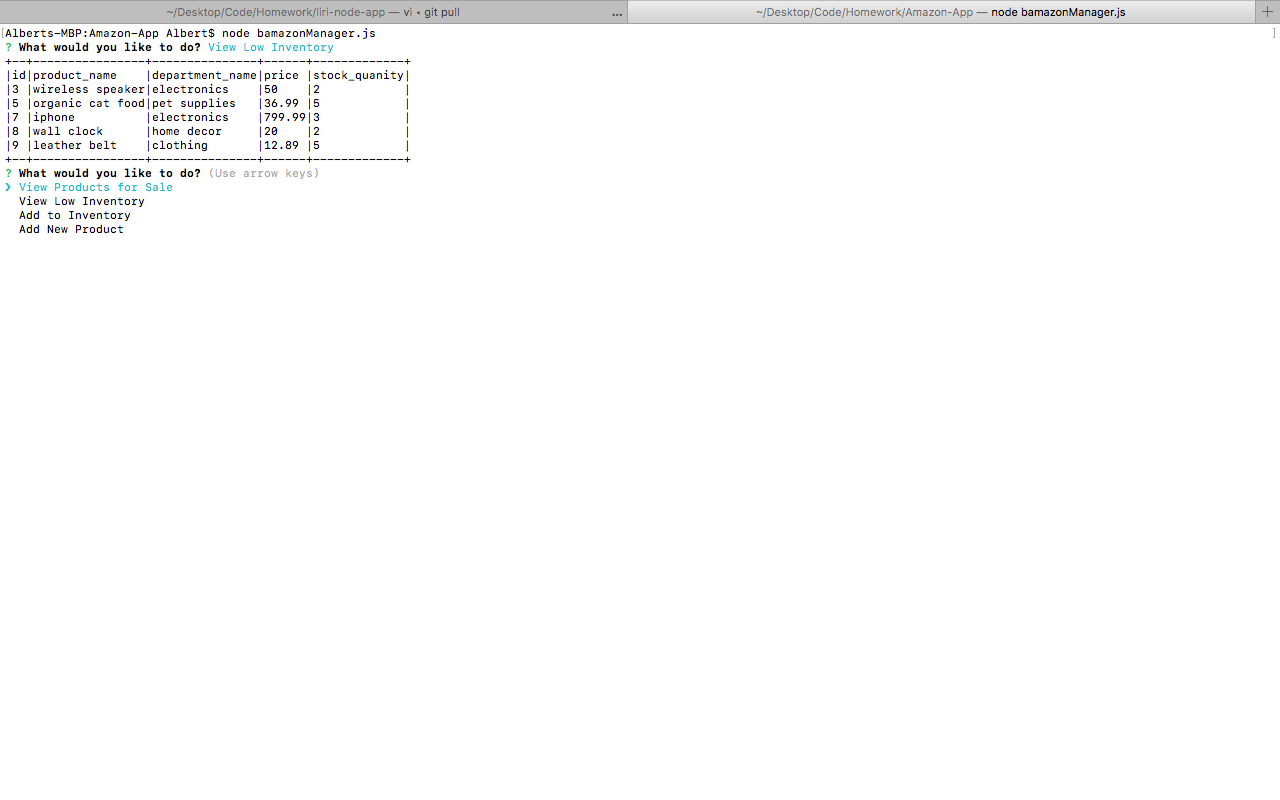 ~/Desktop/Code/Homework/liri-node-app — vi • git pull ...
~/Desktop/Code/Homework/Amazon-App — node bamazonManager.js +
[Alberts-MBP:Amazon-App Albert$ node bamazonManager.js ]
? What would you like to do? View Low Inventory
+--+----------------+---------------+------+-------------+
|id|product_name    |department_name|price |stock_quanity|
|3 |wireless speaker|electronics    |50    |2            |
|5 |organic cat food|pet supplies   |36.99 |5            |
|7 |iphone          |electronics    |799.99|3            |
|8 |wall clock      |home decor     |20    |2            |
|9 |leather belt    |clothing       |12.89 |5            |
+--+----------------+---------------+------+-------------+
? What would you like to do? (Use arrow keys)
❯ View Products for Sale
  View Low Inventory
  Add to Inventory
  Add New Product